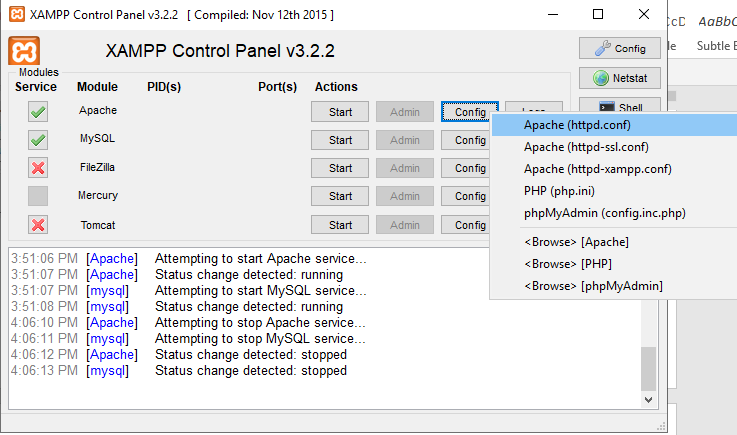 XAMPP Control Panel v3.2.2 [ Compiled: Nov 12th 2015 ]
XAMPP Control Panel v3.2.2
Config
Netstat
Shell
Modules
Service Module PID(s) Port(s) Actions
Apache Start Admin Config Logs
MySQL Start Admin Config
FileZilla Start Admin Config
Mercury Start Admin Config
Tomcat Start Admin Config
Apache (httpd.conf)
Apache (httpd-ssl.conf)
Apache (httpd-xampp.conf)
PHP (php.ini)
phpMyAdmin (config.inc.php)
<Browse> [Apache]
<Browse> [PHP]
<Browse> [phpMyAdmin]
3:51:06 PM [Apache] Attempting to start Apache service...
3:51:07 PM [Apache] Status change detected: running
3:51:07 PM [mysql] Attempting to start MySQL service...
3:51:08 PM [mysql] Status change detected: running
4:06:10 PM [Apache] Attempting to stop Apache service...
4:06:11 PM [mysql] Attempting to stop MySQL service...
4:06:12 PM [Apache] Status change detected: stopped
4:06:13 PM [mysql] Status change detected: stopped
AaBbC
Subtle E